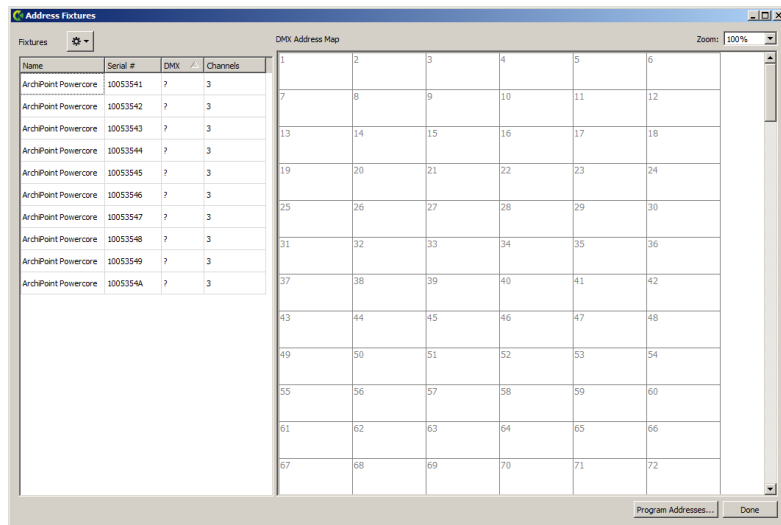 Address Fixtures
Fixtures
DMX Address Map
Zoom: 100%
Name Serial # DMX Channels
ArchiPoint Powercore 10053541 ? 3
ArchiPoint Powercore 10053542 ? 3
ArchiPoint Powercore 10053543 ? 3
ArchiPoint Powercore 10053544 ? 3
ArchiPoint Powercore 10053545 ? 3
ArchiPoint Powercore 10053546 ? 3
ArchiPoint Powercore 10053547 ? 3
ArchiPoint Powercore 10053548 ? 3
ArchiPoint Powercore 10053549 ? 3
ArchiPoint Powercore 1005354A ? 3
1 2 3 4 5 6
7 8 9 10 11 12
13 14 15 16 17 18
19 20 21 22 23 24
25 26 27 28 29 30
31 32 33 34 35 36
37 38 39 40 41 42
43 44 45 46 47 48
49 50 51 52 53 54
55 56 57 58 59 60
61 62 63 64 65 66
67 68 69 70 71 72
Program Addresses... Done